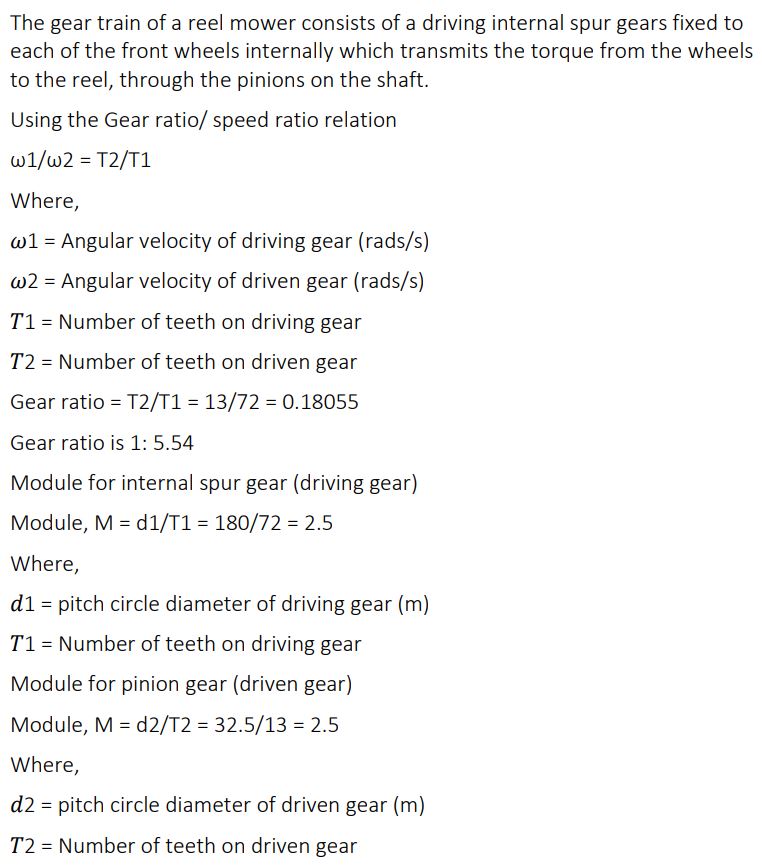 The gear train of a reel mower consists of a driving internal spur gears fixed to
each of the front wheels internally which transmits the torque from the wheels
to the reel, through the pinions on the shaft.
Using the Gear ratio/ speed ratio relation
ω1/ω2 = T2/T1
Where,
𝜔1 = Angular velocity of driving gear (rads/s)
𝜔2 = Angular velocity of driven gear (rads/s)
𝑇1 = Number of teeth on driving gear
𝑇2 = Number of teeth on driven gear
Gear ratio = T2/T1 = 13/72 = 0.18055
Gear ratio is 1: 5.54
Module for internal spur gear (driving gear)
Module, M = d1/T1 = 180/72 = 2.5
Where,
𝑑1 = pitch circle diameter of driving gear (m)
𝑇1 = Number of teeth on driving gear
Module for pinion gear (driven gear)
Module, M = d2/T2 = 32.5/13 = 2.5
Where,
𝑑2 = pitch circle diameter of driven gear (m)
𝑇2 = Number of teeth on driven gear